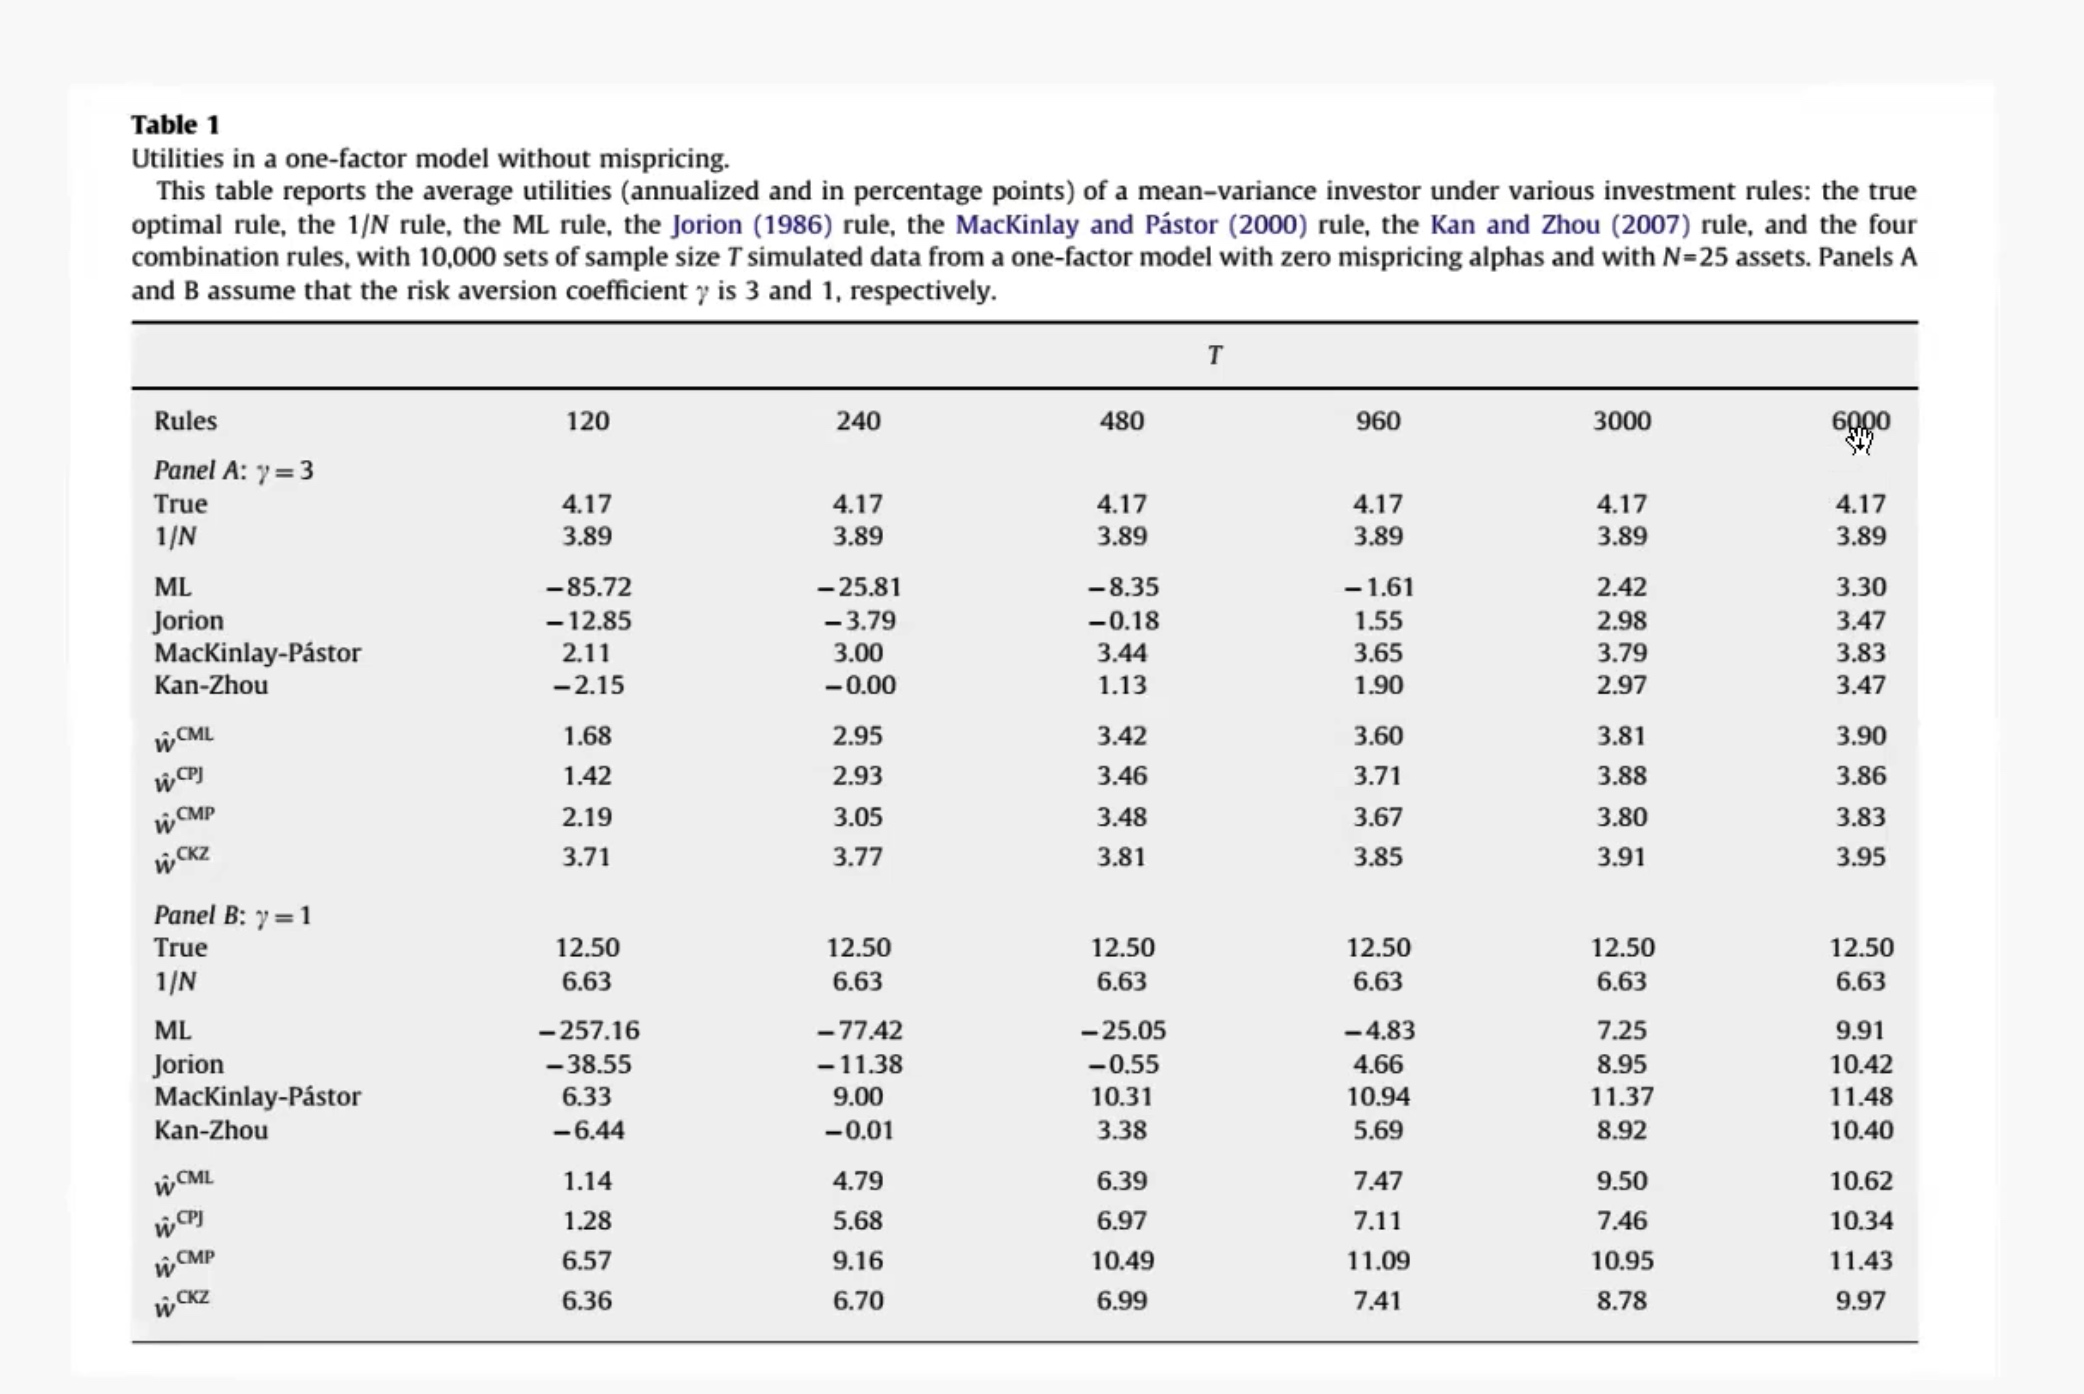 Table 1
Utilities in a one-factor model without mispricing.
This table reports the average utilities (annualized and in percentage points) of a mean–variance investor under various investment rules: the true
optimal rule, the 1/N rule, the ML rule, the Jorion (1986) rule, the MacKinlay and Pástor (2000) rule, the Kan and Zhou (2007) rule, and the four
combination rules, with 10,000 sets of sample size T simulated data from a one-factor model with zero mispricing alphas and with N=25 assets. Panels A
and B assume that the risk aversion coefficient γ is 3 and 1, respectively.
T
Rules 120 240 480 960 3000 6000
Panel A: γ = 3
True 4.17 4.17 4.17 4.17 4.17 4.17
1/N 3.89 3.89 3.89 3.89 3.89 3.89
ML −85.72 −25.81 −8.35 −1.61 2.42 3.30
Jorion −12.85 −3.79 −0.18 1.55 2.98 3.47
MacKinlay-Pástor 2.11 3.00 3.44 3.65 3.79 3.83
Kan-Zhou −2.15 −0.00 1.13 1.90 2.97 3.47
ŵ^CML 1.68 2.95 3.42 3.60 3.81 3.90
ŵ^CPJ 1.42 2.93 3.46 3.71 3.88 3.86
ŵ^CMP 2.19 3.05 3.48 3.67 3.80 3.83
ŵ^CKZ 3.71 3.77 3.81 3.85 3.91 3.95
Panel B: γ = 1
True 12.50 12.50 12.50 12.50 12.50 12.50
1/N 6.63 6.63 6.63 6.63 6.63 6.63
ML −257.16 −77.42 −25.05 −4.83 7.25 9.91
Jorion −38.55 −11.38 −0.55 4.66 8.95 10.42
MacKinlay-Pástor 6.33 9.00 10.31 10.94 11.37 11.48
Kan-Zhou −6.44 −0.01 3.38 5.69 8.92 10.40
ŵ^CML 1.14 4.79 6.39 7.47 9.50 10.62
ŵ^CPJ 1.28 5.68 6.97 7.11 7.46 10.34
ŵ^CMP 6.57 9.16 10.49 11.09 10.95 11.43
ŵ^CKZ 6.36 6.70 6.99 7.41 8.78 9.97